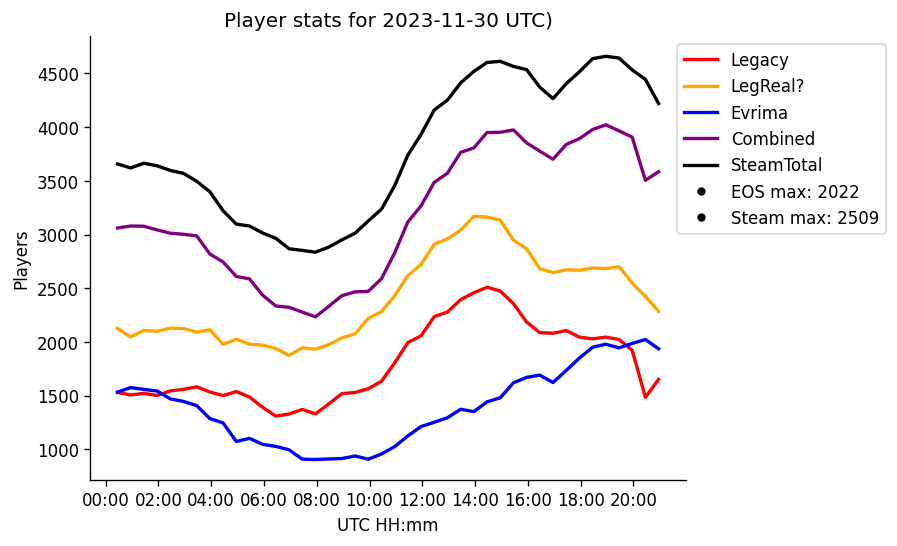 Player stats for 2023-11-30 UTC)
4500
4000
3500
3000
2500
2000
1500
1000
Players
00:00 02:00 04:00 06:00 08:00 10:00 12:00 14:00 16:00 18:00 20:00
UTC HH:mm
Legacy
LegReal?
Evrima
Combined
SteamTotal
EOS max: 2022
Steam max: 2509